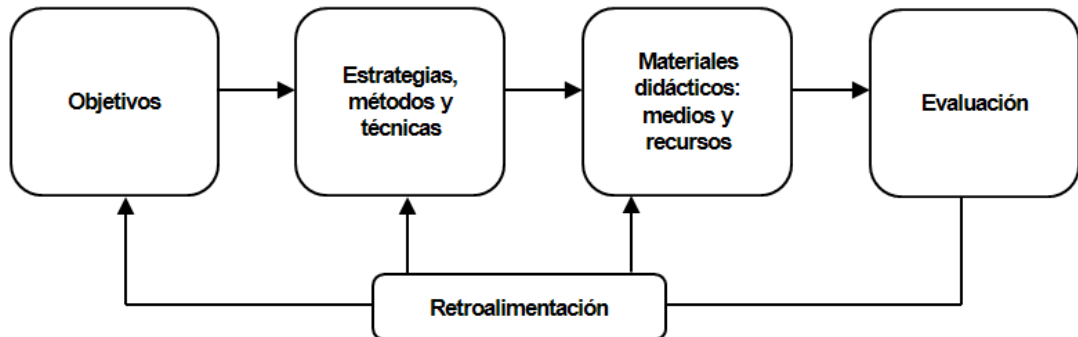 Objetivos
Estrategias,
métodos y
técnicas
Materiales
didácticos:
medios y
recursos
Evaluación
Retroalimentación